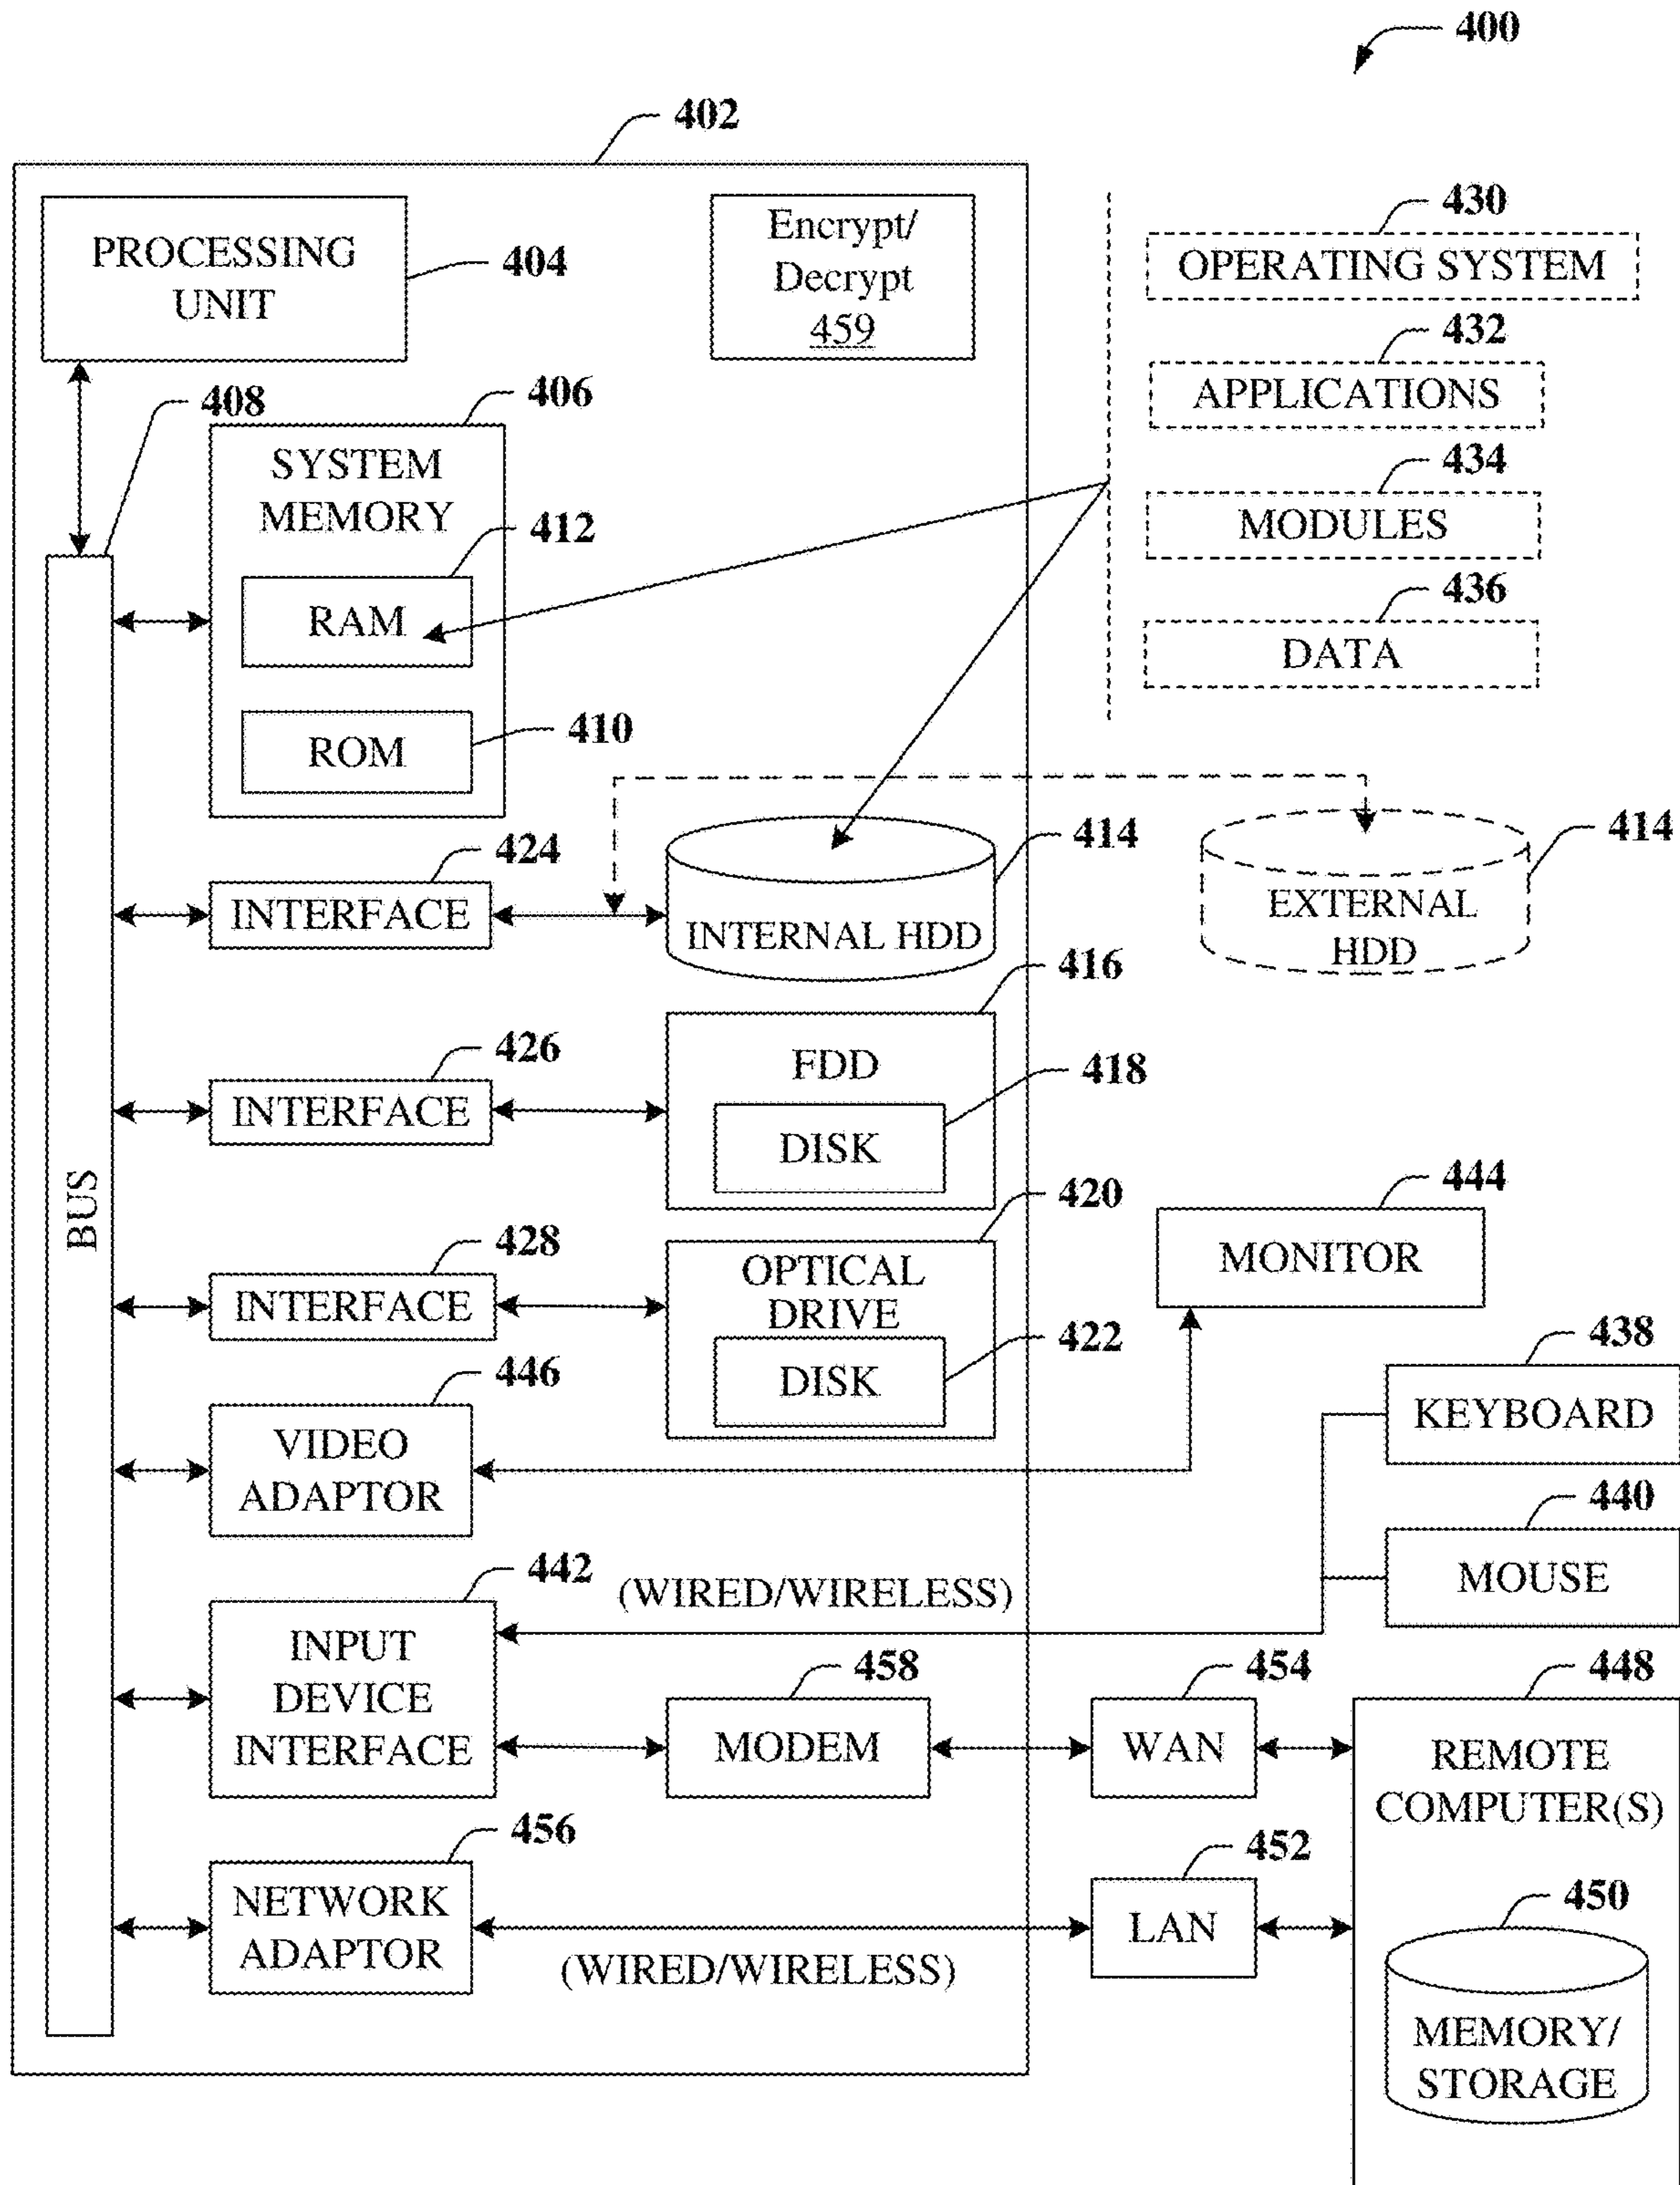 400
402
PROCESSING
UNIT
404
Encrypt/
Decrypt
459
430
OPERATING SYSTEM
432
APPLICATIONS
434
MODULES
436
DATA
408
406
SYSTEM
MEMORY
412
RAM
410
ROM
BUS
424
INTERFACE
414
INTERNAL HDD
414
EXTERNAL
HDD
426
INTERFACE
416
FDD
418
DISK
428
INTERFACE
420
OPTICAL
DRIVE
422
DISK
444
MONITOR
446
VIDEO
ADAPTOR
438
KEYBOARD
440
MOUSE
442
(WIRED/WIRELESS)
INPUT
DEVICE
INTERFACE
458
MODEM
454
WAN
448
REMOTE
COMPUTER(S)
456
NETWORK
ADAPTOR
(WIRED/WIRELESS)
452
LAN
450
MEMORY/
STORAGE